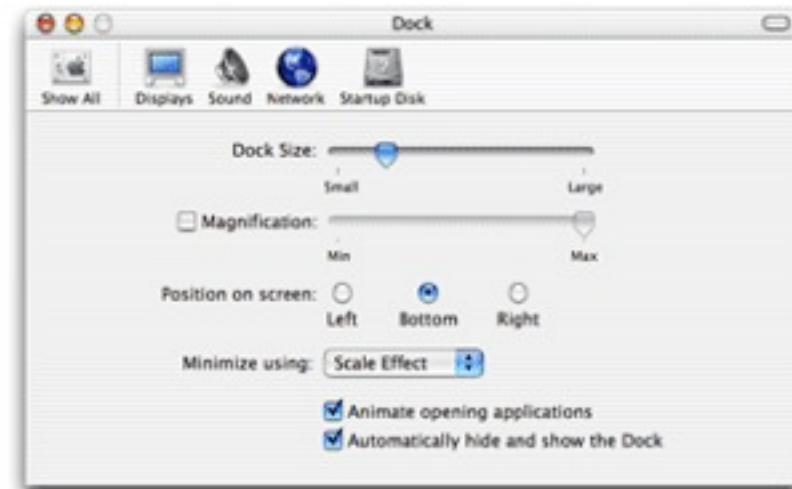 Dock
Show All Displays Sound Network Startup Disk
Dock Size:
Small Large
Magnification:
Min Max
Position on screen:
Left Bottom Right
Minimize using: Scale Effect
Animate opening applications
Automatically hide and show the Dock